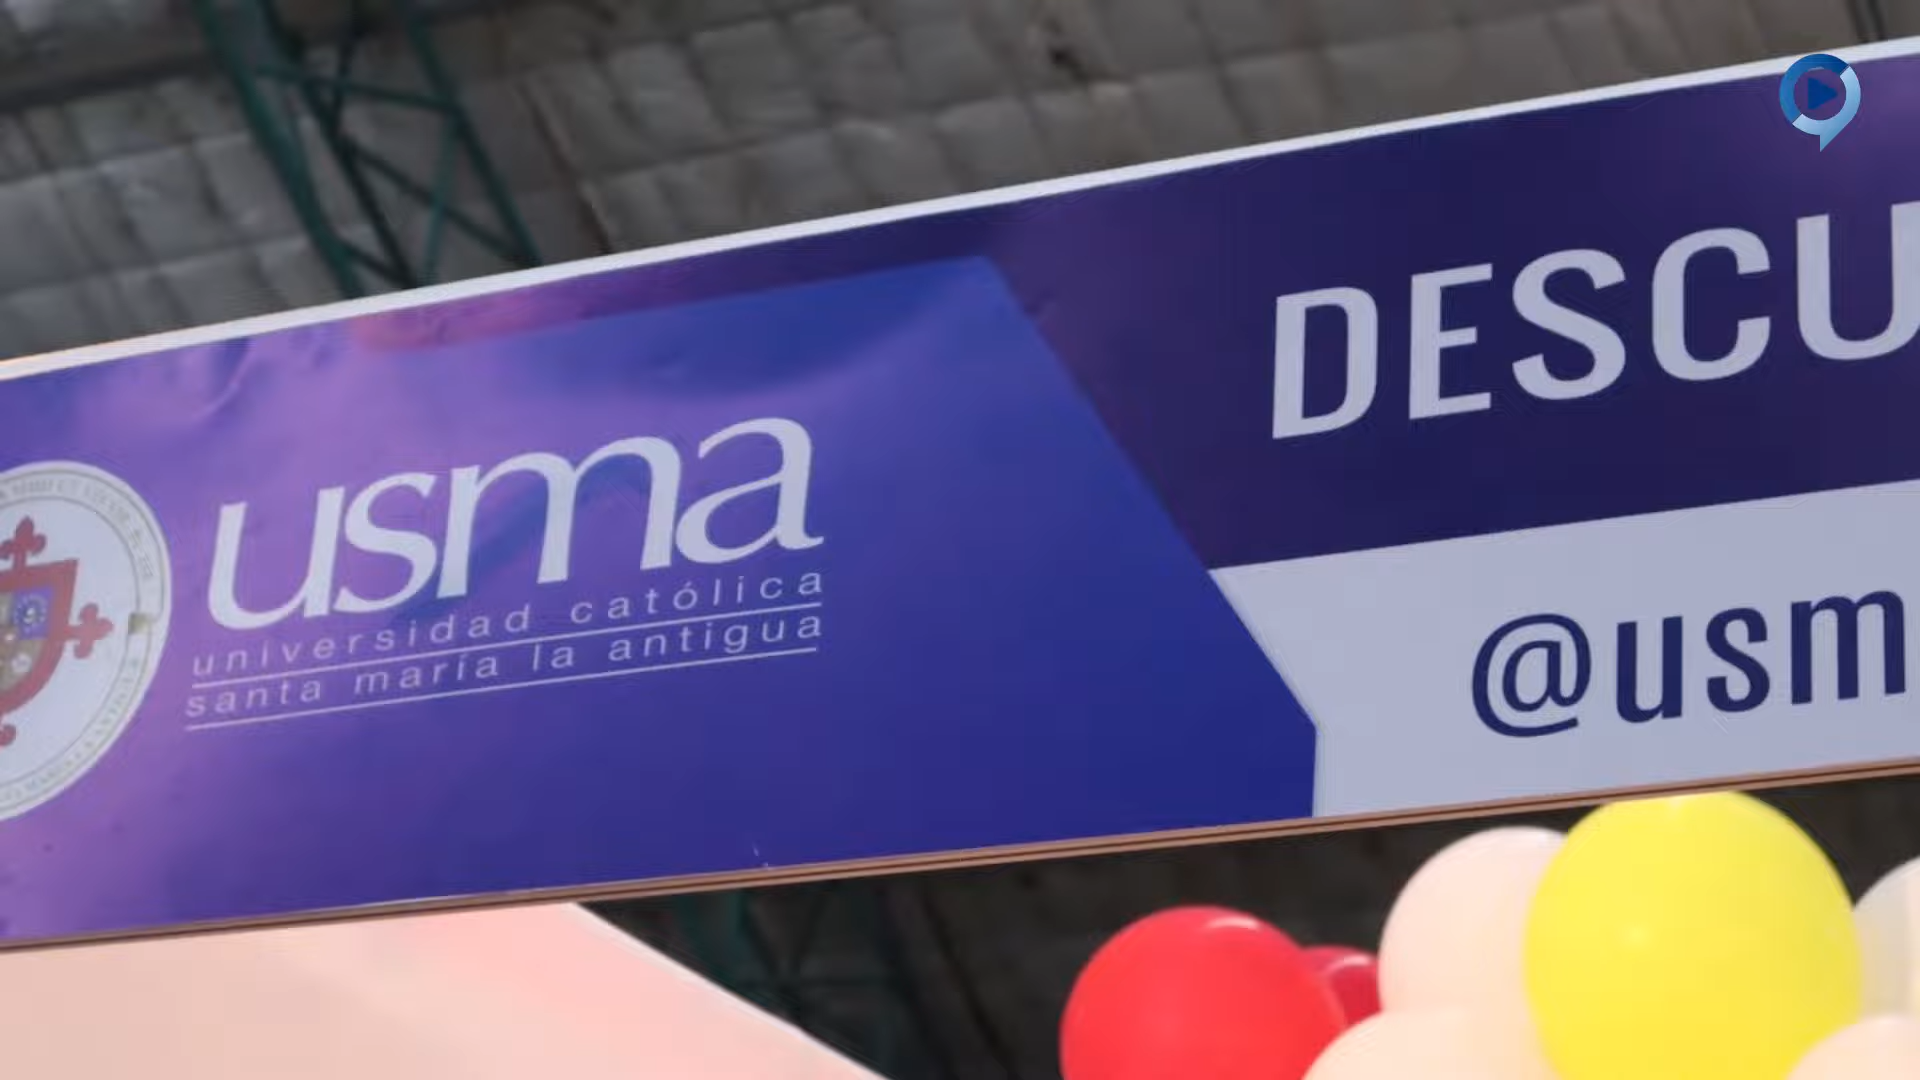 usma
universidad católica
santa maría la antigua
DESCU
@usm